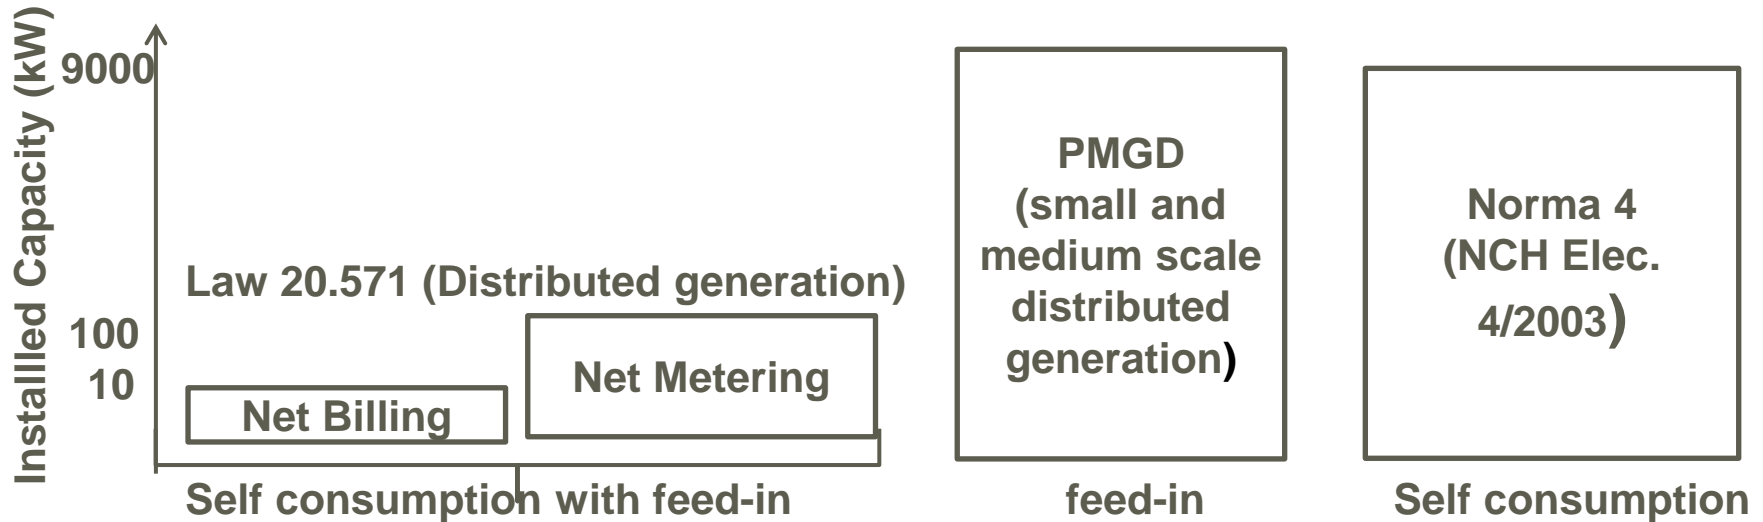 Installled Capacity (kW)
9000
100
10
Law 20.571 (Distributed generation)
Net Billing
Net Metering
Self consumption with feed-in
PMGD
(small and
medium scale
distributed
generation)
feed-in
Norma 4
(NCH Elec.
4/2003)
Self consumption